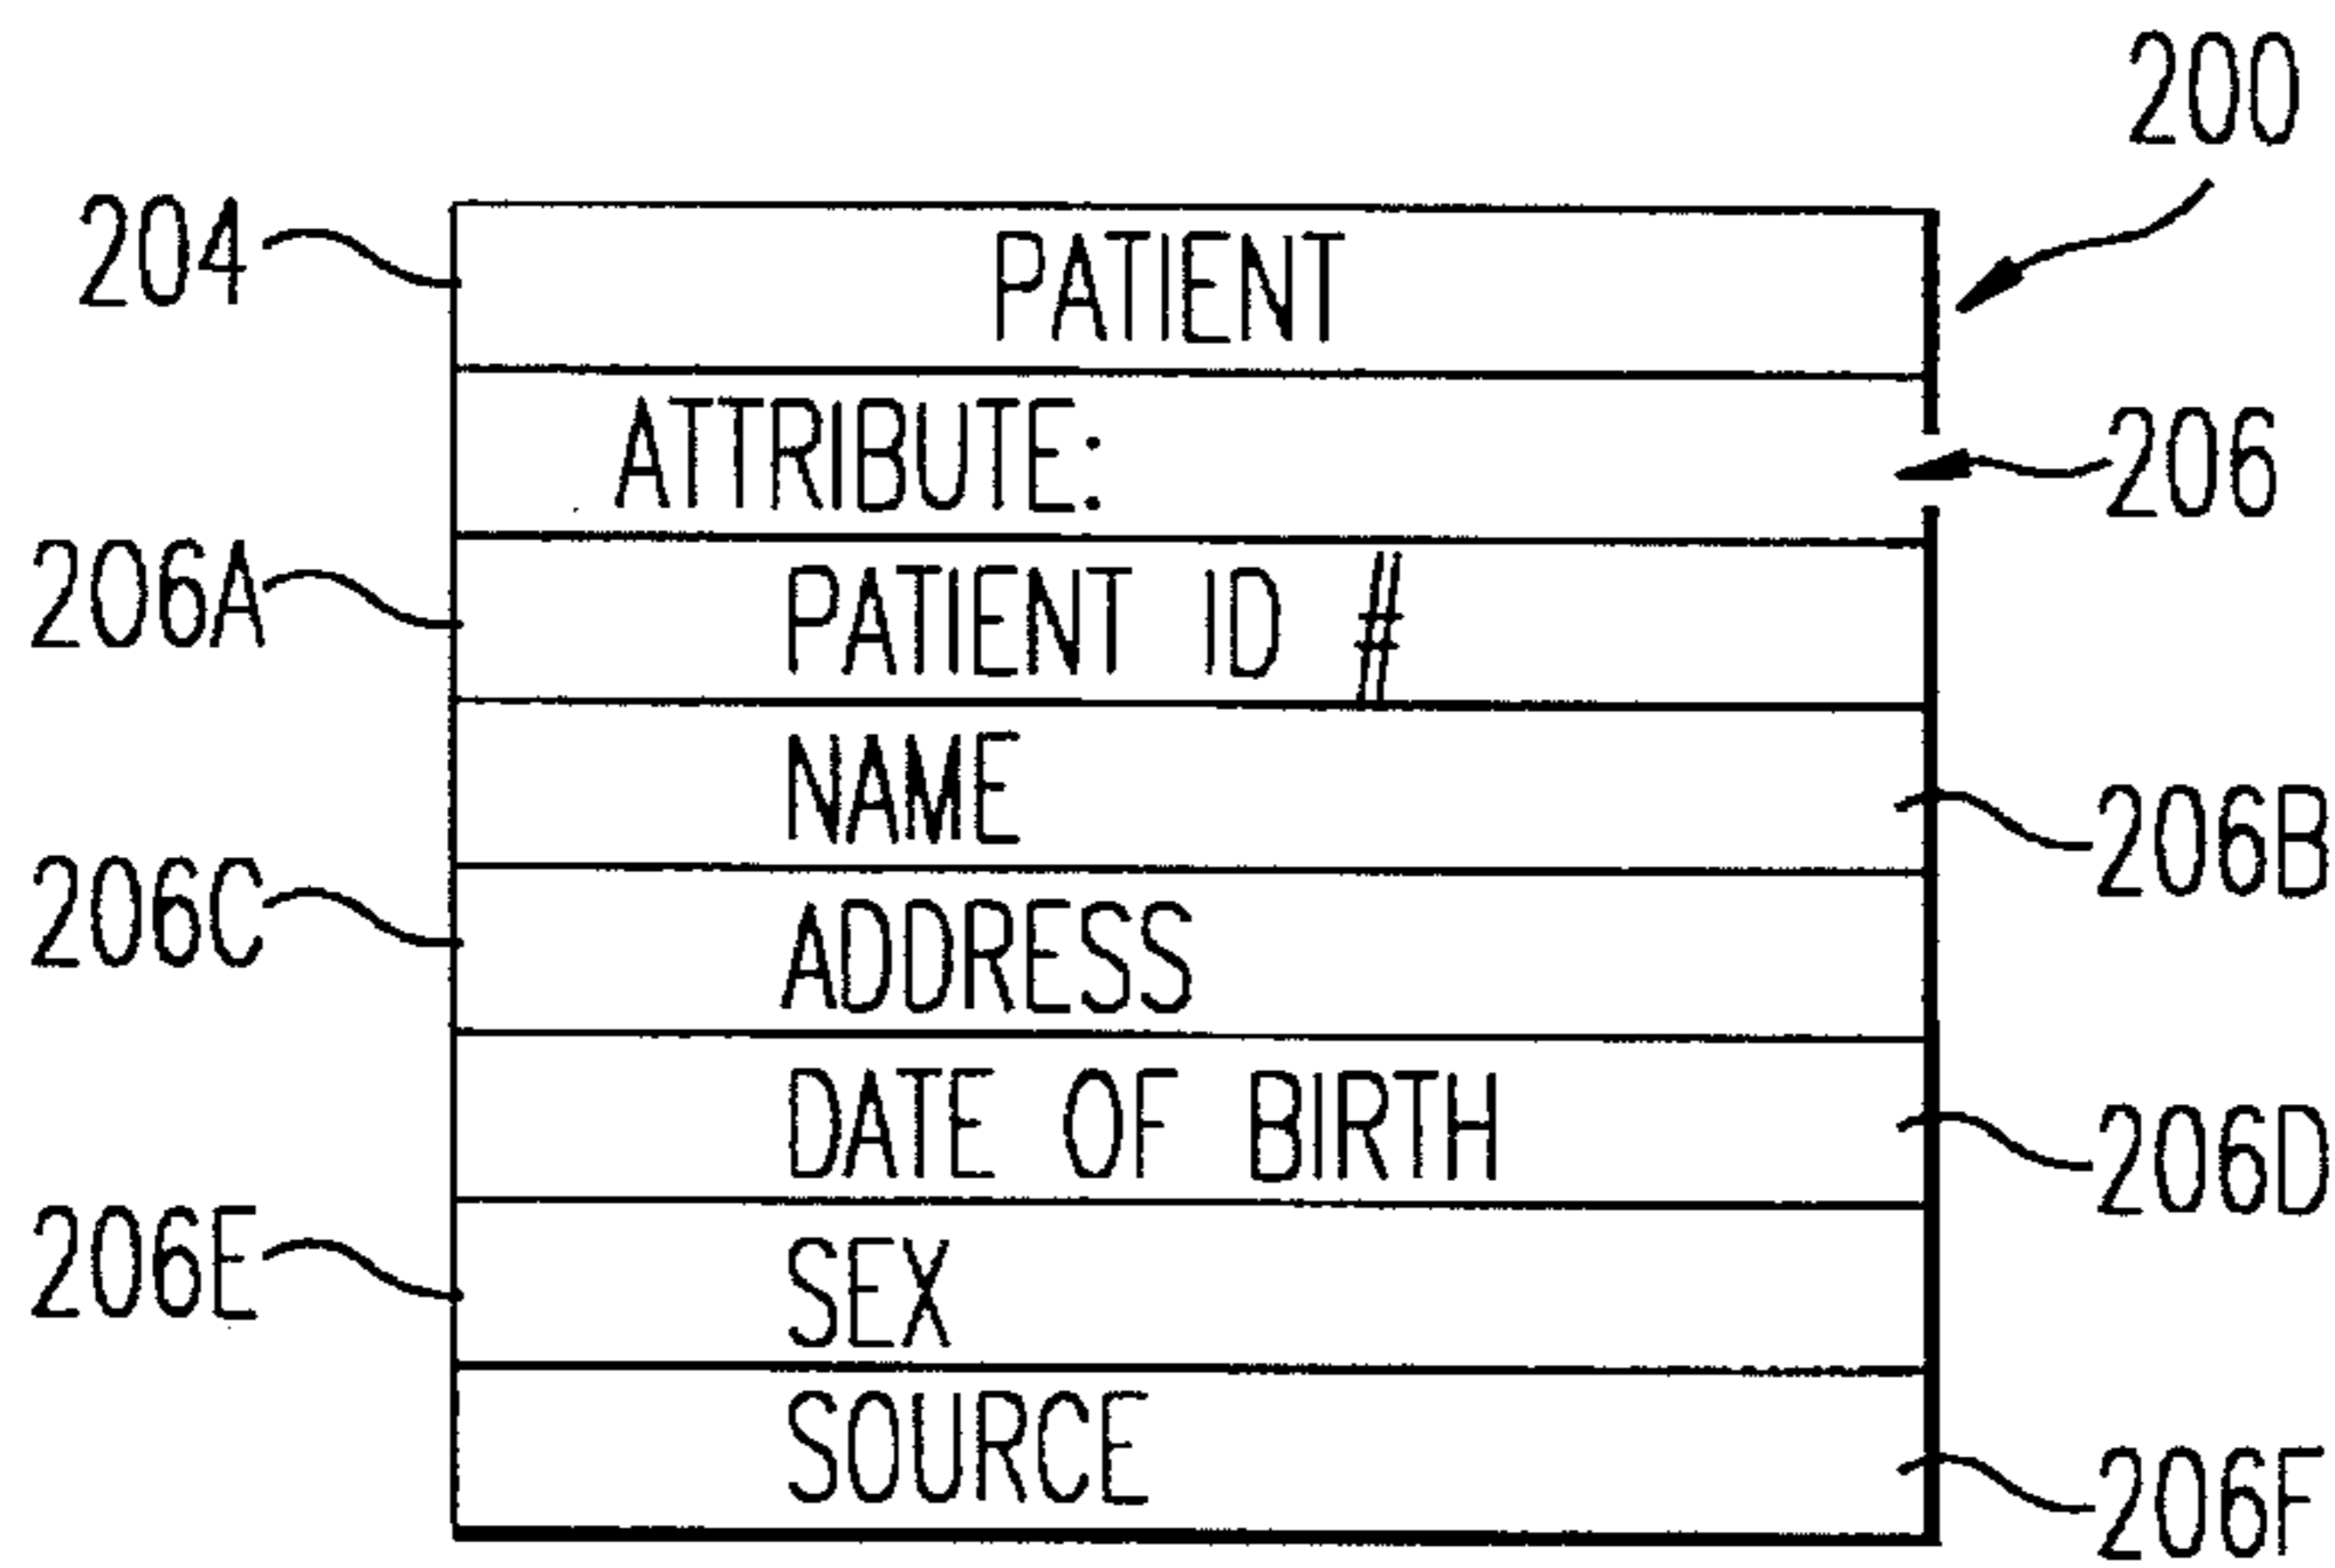 200
204 PATIENT
ATTRIBUTE: 206
206A PATIENT ID #
NAME 206B
206C ADDRESS
DATE OF BIRTH 206D
206E SEX
SOURCE 206F